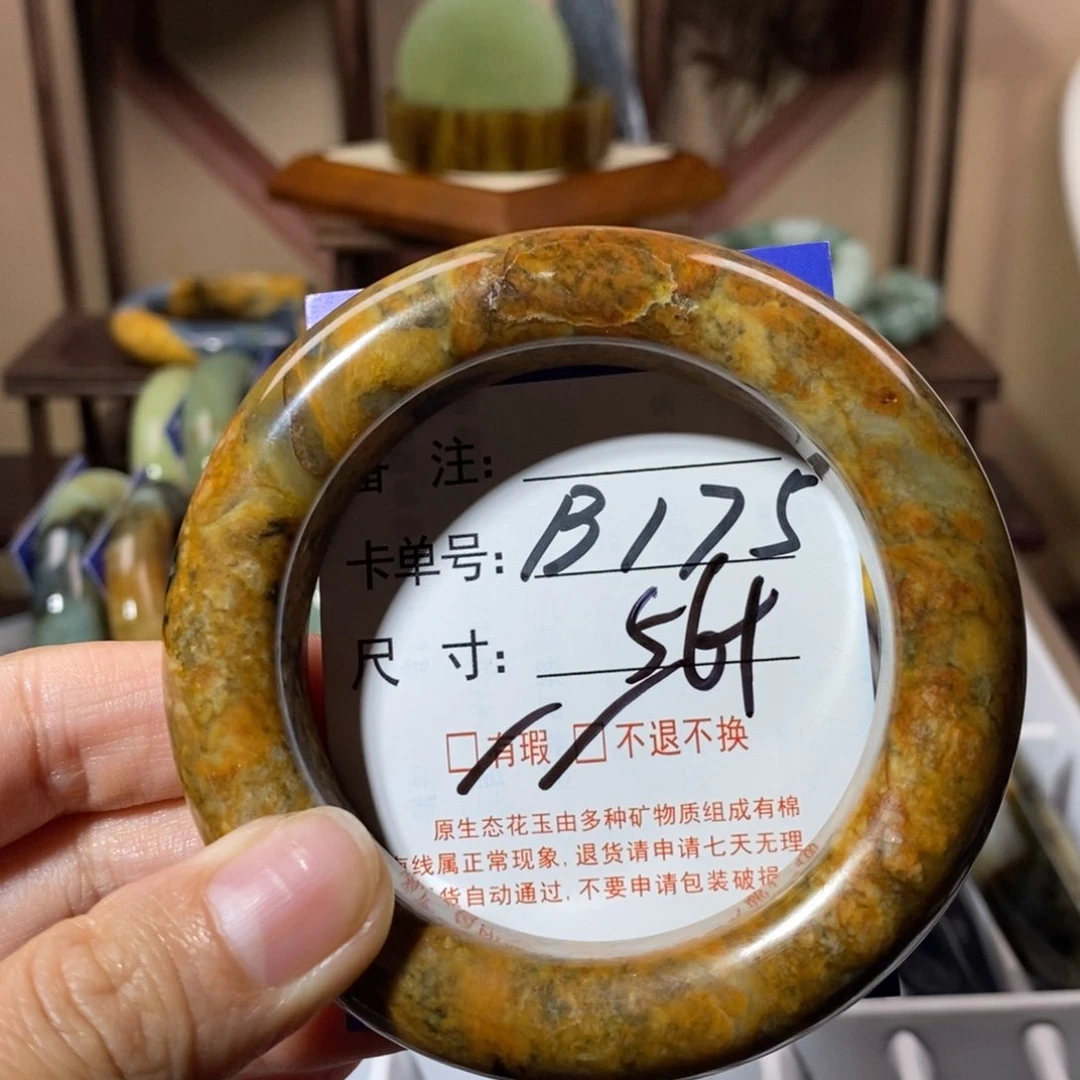 备 注:
卡单号: B175
尺 寸: 56
□有瑕 □不退不换
原生态花玉由多种矿物质组成有棉
线属正常现象,退货请申请七天无理
货自动通过,不要申请包装破损